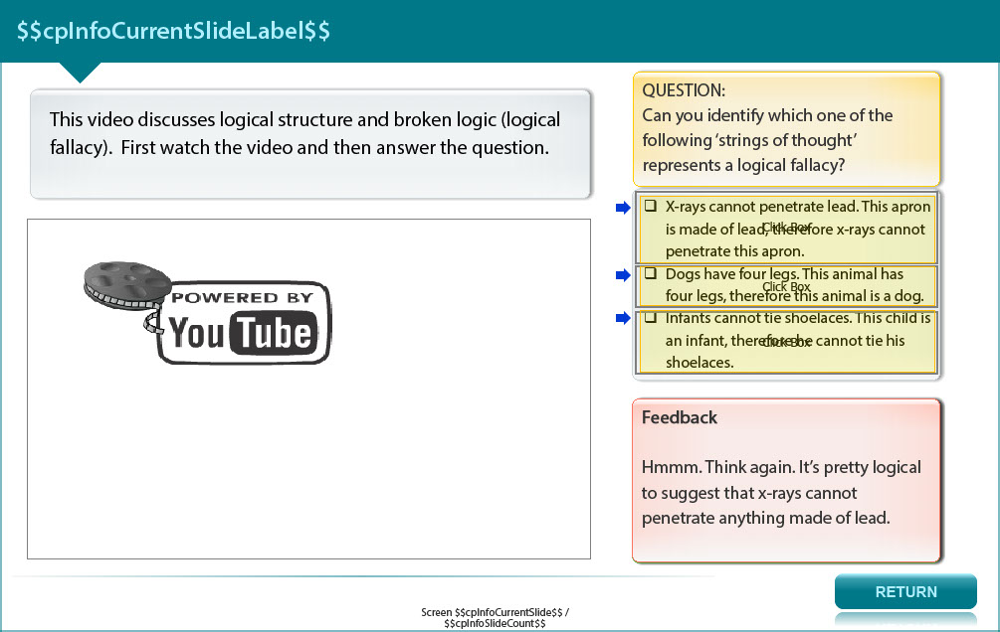 $$cpInfoCurrentSlideLabel$$
This video discusses logical structure and broken logic (logical
fallacy).  First watch the video and then answer the question.
POWERED BY
YouTube
QUESTION:
Can you identify which one of the
following ‘strings of thought’
represents a logical fallacy?
❑ X-rays cannot penetrate lead. This apron
is made of lead, therefore x-rays cannot
Click Box
penetrate this apron.
❑ Dogs have four legs. This animal has
Click Box
four legs, therefore this animal is a dog.
❑ Infants cannot tie shoelaces. This child is
an infant, therefore he cannot tie his
Click Box
shoelaces.
Feedback
Hmmm. Think again. It’s pretty logical
to suggest that x-rays cannot
penetrate anything made of lead.
RETURN
Screen $$cpInfoCurrentSlide$$ /
$$cpInfoSlideCount$$